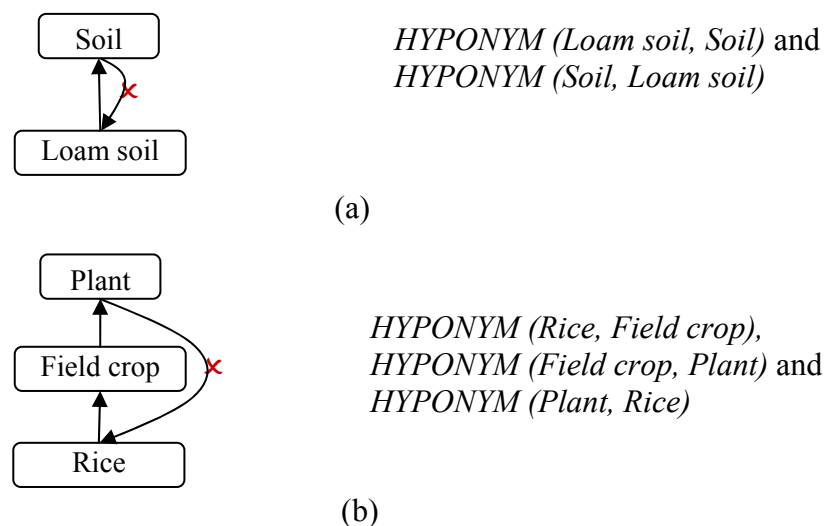 Soil
Loam soil
HYPONYM (Loam soil, Soil) and
HYPONYM (Soil, Loam soil)
(a)
Plant
Field crop
Rice
HYPONYM (Rice, Field crop),
HYPONYM (Field crop, Plant) and
HYPONYM (Plant, Rice)
(b)